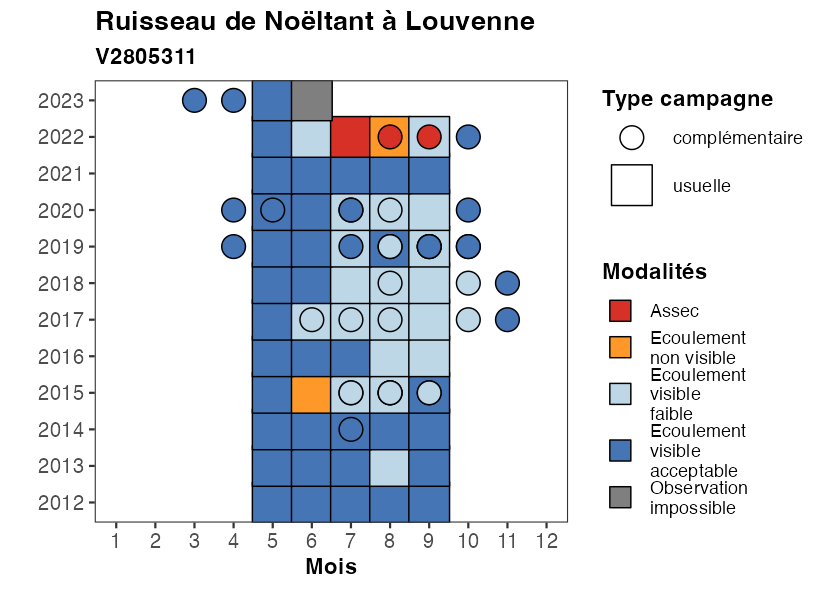 Ruisseau de Noëltant à Louvenne
V2805311
2023
2022
2021
2020
2019
2018
2017
2016
2015
2014
2013
2012
1 2 3 4 5 6 7 8 9 10 11 12
Mois
Type campagne
complémentaire
usuelle
Modalités
Assec
Ecoulement
non visible
Ecoulement
visible
faible
Ecoulement
visible
acceptable
Observation
impossible